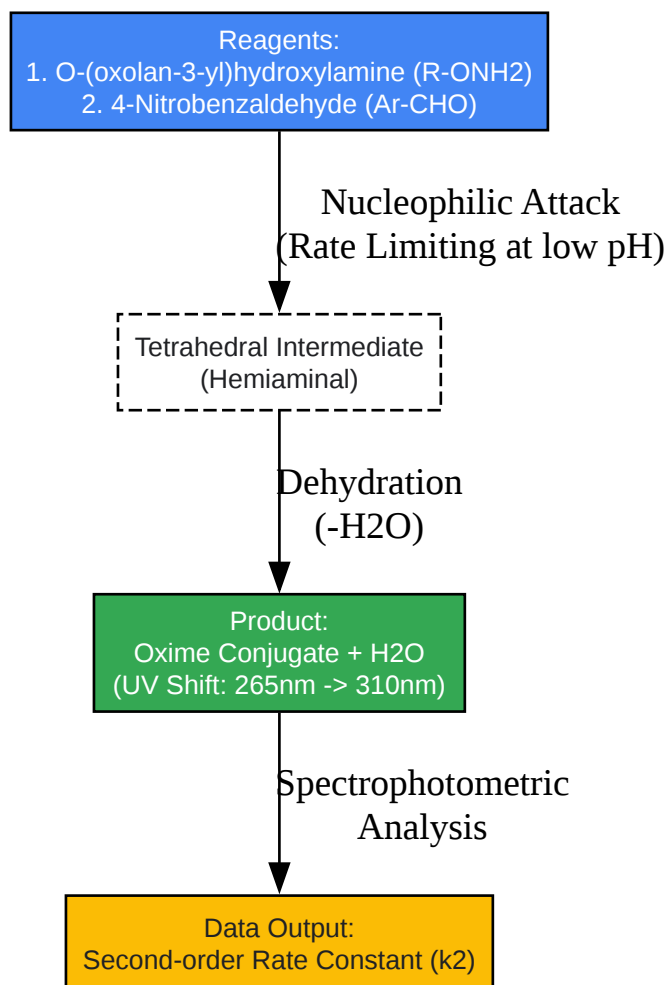 Reagents:
1. O-(oxolan-3-yl)hydroxylamine (R-ONH2)
2. 4-Nitrobenzaldehyde (Ar-CHO)
Nucleophilic Attack
(Rate Limiting at low pH)
Tetrahedral Intermediate
(Hemiaminal)
Dehydration
(-H2O)
Product:
Oxime Conjugate + H2O
(UV Shift: 265nm -> 310nm)
Spectrophotometric
Analysis
Data Output:
Second-order Rate Constant (k2)